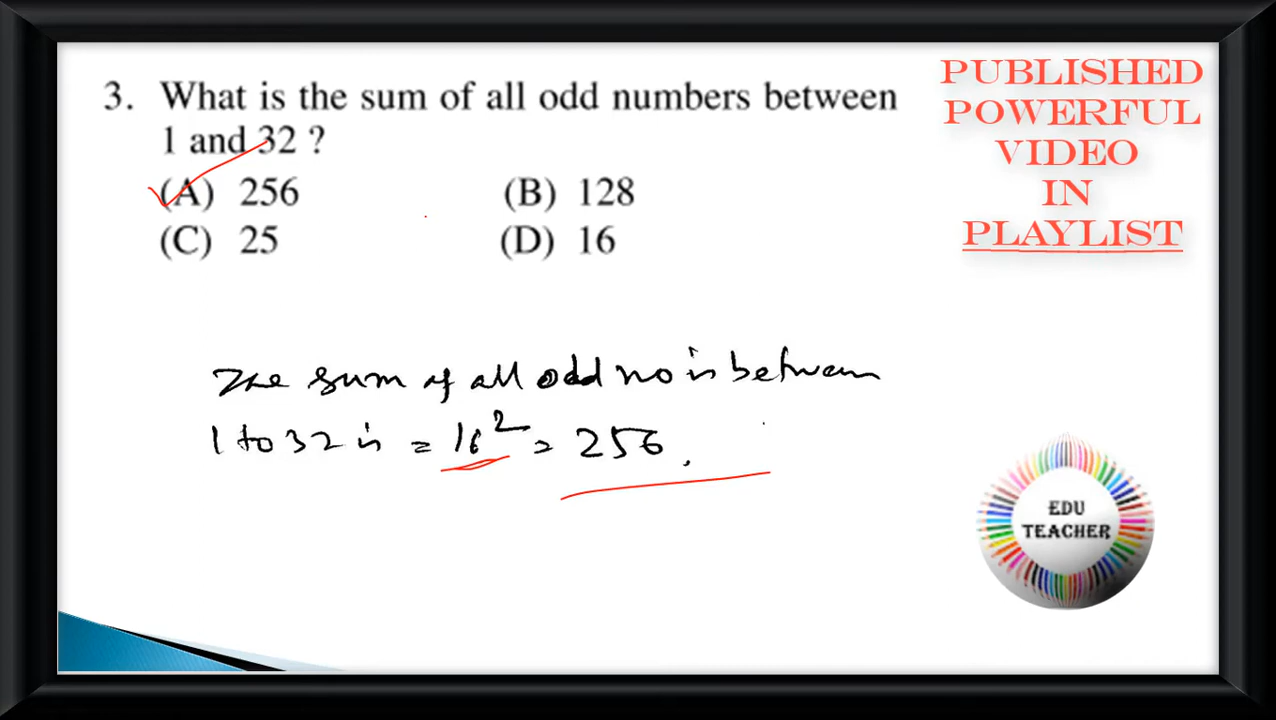 3. What is the sum of all odd numbers between
1 and 32 ?
(A) 256 (B) 128
(C) 25 (D) 16
The sum of all odd no is between
1 to 32 is = 16² = 256.
PUBLISHED
POWERFUL
VIDEO
IN
PLAYLIST
EDU
TEACHER